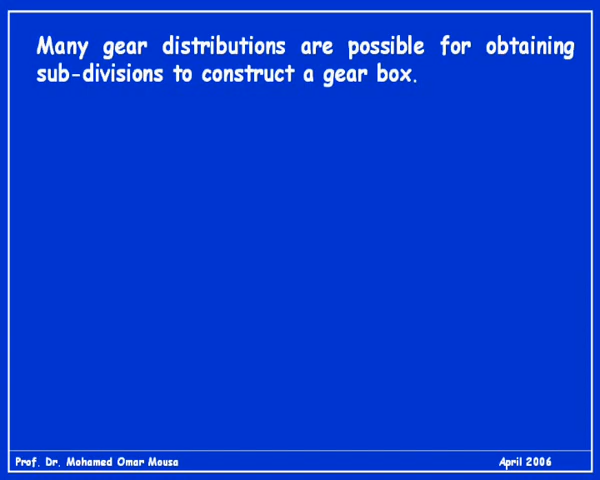 Many gear distributions are possible for obtaining
sub-divisions to construct a gear box.
Prof. Dr. Mohamed Omar Mousa
April 2006